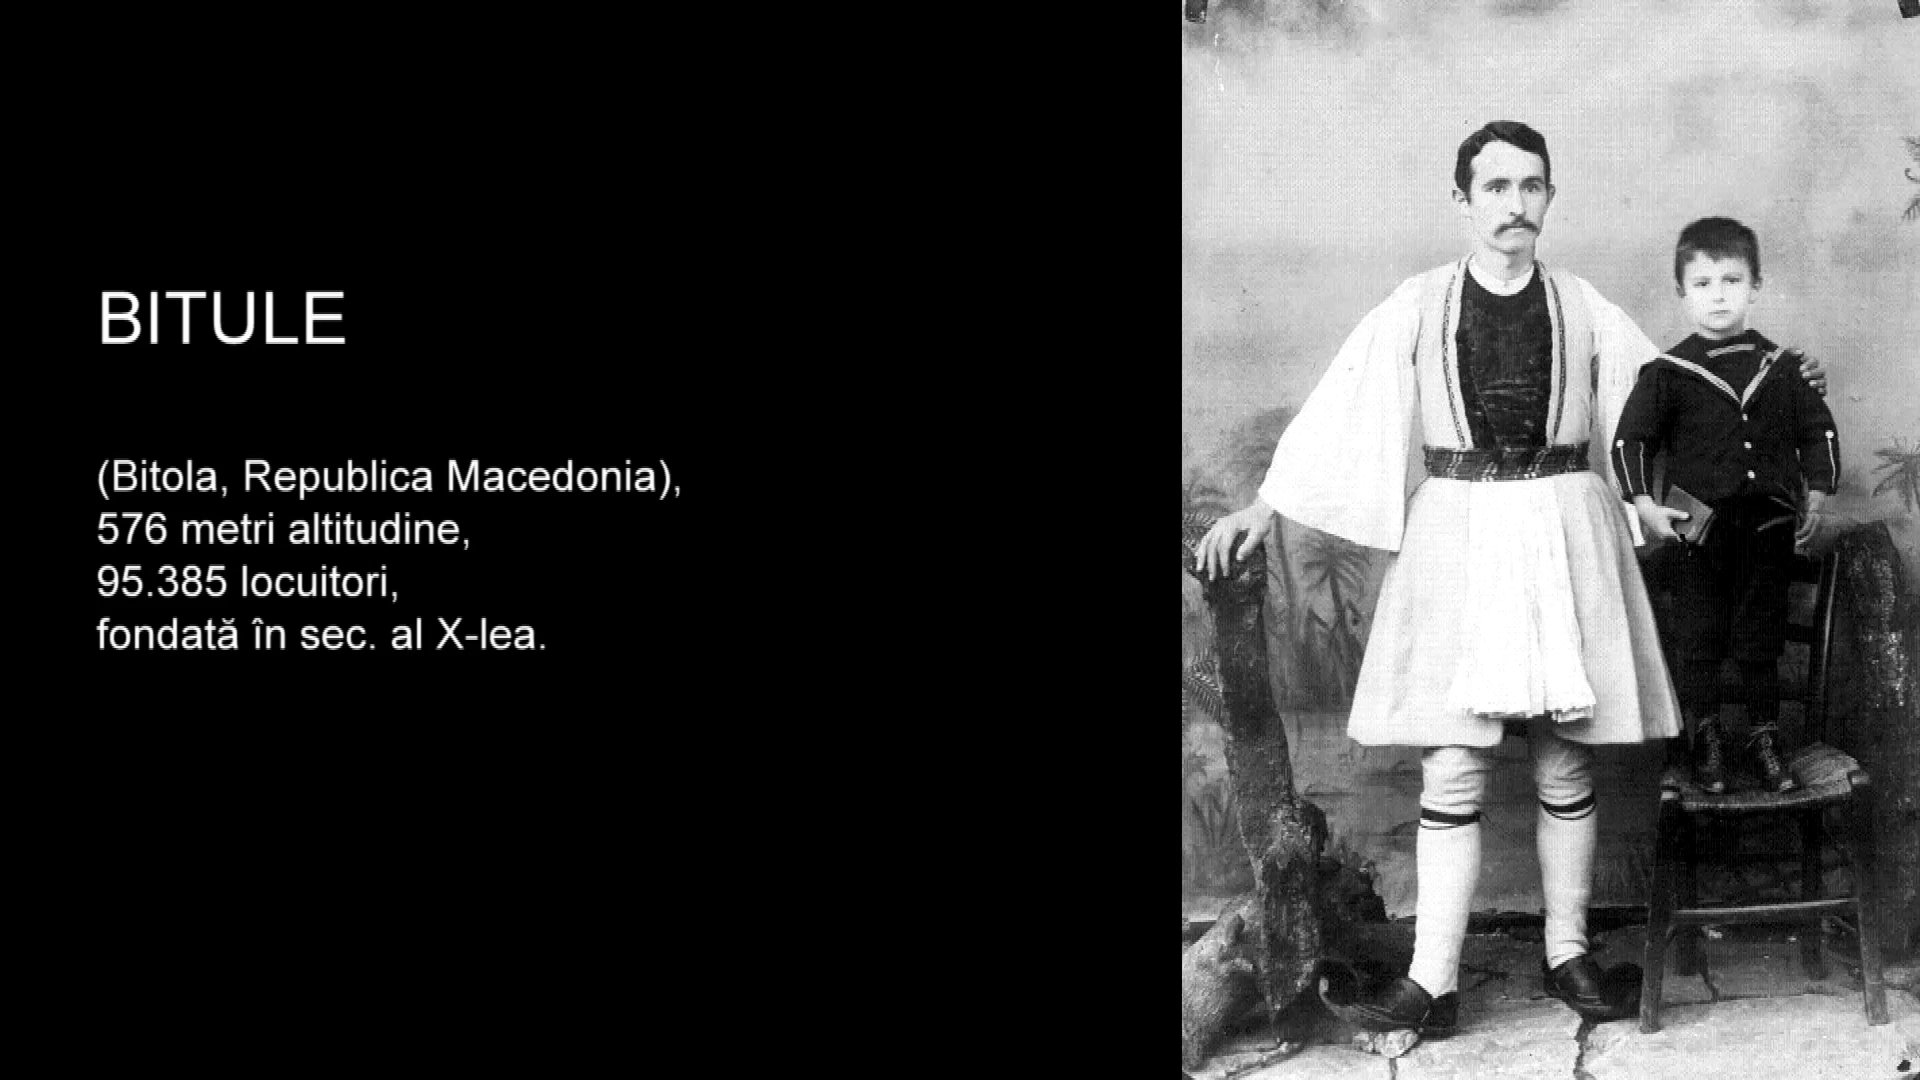 BITULE
(Bitola, Republica Macedonia),
576 metri altitudine,
95.385 locuitori,
fondată în sec. al X-lea.